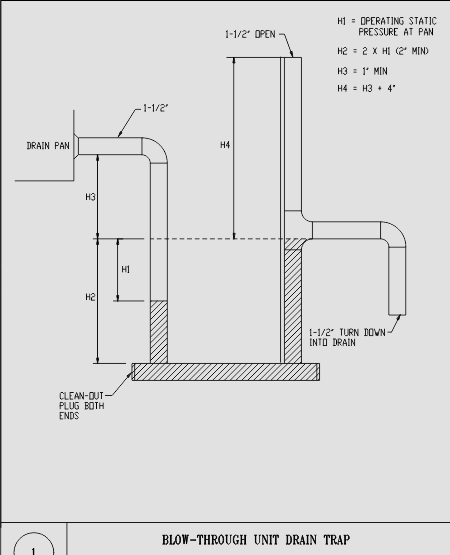 H1 = OPERATING STATIC
PRESSURE AT PAN
H2 = 2 X H1 (2" MIN)
H3 = 1" MIN
H4 = H3 + 4"
1-1/2" OPEN
1-1/2"
DRAIN PAN
H4
H3
H1
H2
1-1/2" TURN DOWN
INTO DRAIN
CLEAN-OUT
PLUG BOTH
ENDS
1
BLOW-THROUGH UNIT DRAIN TRAP